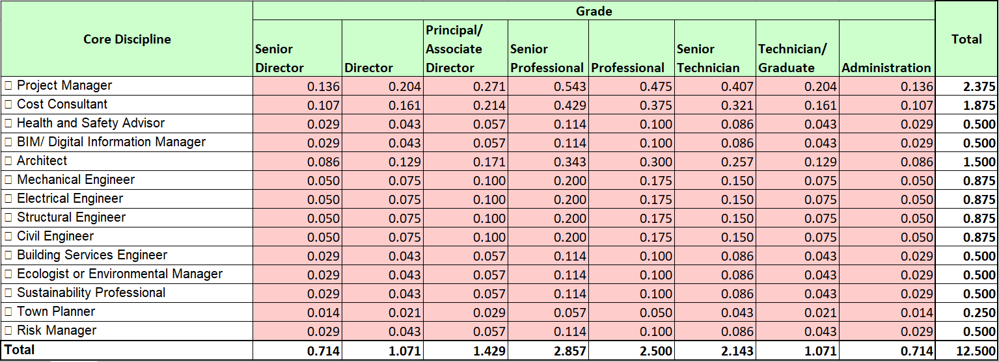 Grade
Core Discipline Senior Director Director Principal/ Associate Director Senior Professional Professional Senior Technician Technician/ Graduate Administration Total
□ Project Manager 0.136 0.204 0.271 0.543 0.475 0.407 0.204 0.136 2.375
□ Cost Consultant 0.107 0.161 0.214 0.429 0.375 0.321 0.161 0.107 1.875
□ Health and Safety Advisor 0.029 0.043 0.057 0.114 0.100 0.086 0.043 0.029 0.500
□ BIM/ Digital Information Manager 0.029 0.043 0.057 0.114 0.100 0.086 0.043 0.029 0.500
□ Architect 0.086 0.129 0.171 0.343 0.300 0.257 0.129 0.086 1.500
□ Mechanical Engineer 0.050 0.075 0.100 0.200 0.175 0.150 0.075 0.050 0.875
□ Electrical Engineer 0.050 0.075 0.100 0.200 0.175 0.150 0.075 0.050 0.875
□ Structural Engineer 0.050 0.075 0.100 0.200 0.175 0.150 0.075 0.050 0.875
□ Civil Engineer 0.050 0.075 0.100 0.200 0.175 0.150 0.075 0.050 0.875
□ Building Services Engineer 0.029 0.043 0.057 0.114 0.100 0.086 0.043 0.029 0.500
□ Ecologist or Environmental Manager 0.029 0.043 0.057 0.114 0.100 0.086 0.043 0.029 0.500
□ Sustainability Professional 0.029 0.043 0.057 0.114 0.100 0.086 0.043 0.029 0.500
□ Town Planner 0.014 0.021 0.029 0.057 0.050 0.043 0.021 0.014 0.250
□ Risk Manager 0.029 0.043 0.057 0.114 0.100 0.086 0.043 0.029 0.500
Total 0.714 1.071 1.429 2.857 2.500 2.143 1.071 0.714 12.500